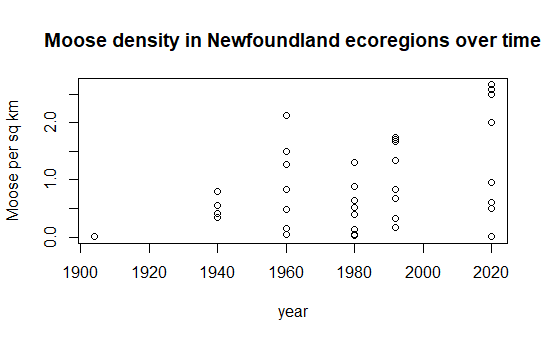 Moose density in Newfoundland ecoregions over time
Moose per sq km
2.0
1.0
0.0
1900 1920 1940 1960 1980 2000 2020
year